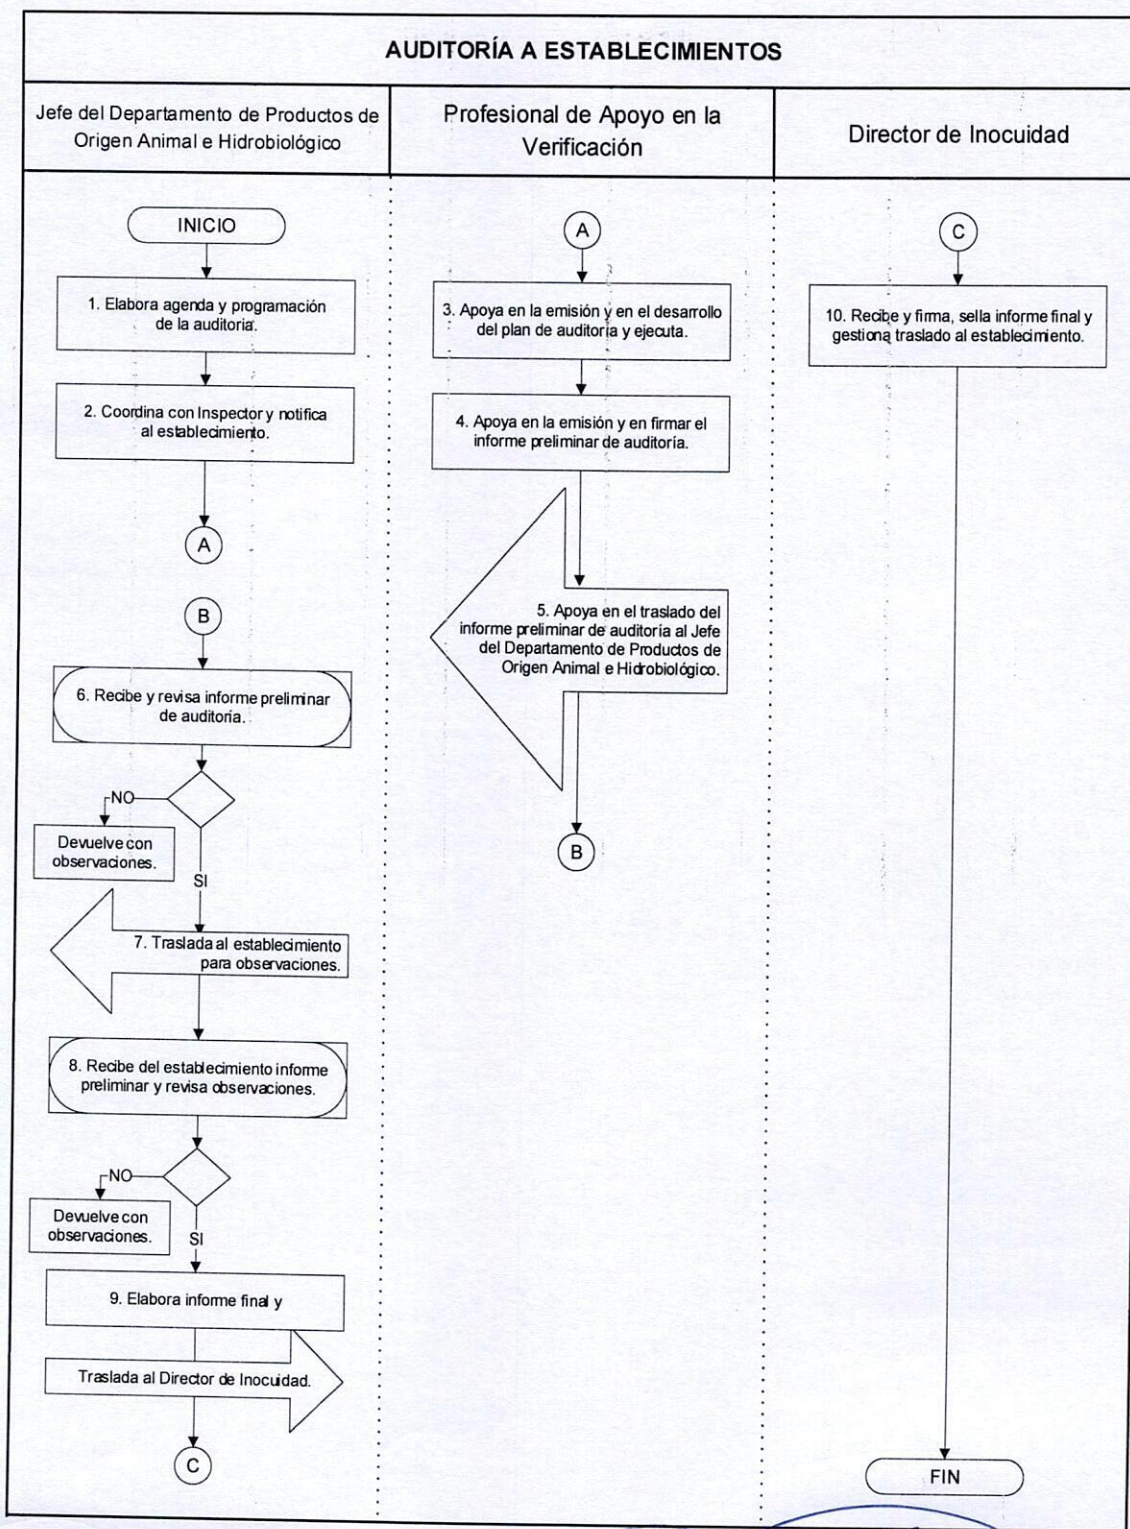 AUDITORÍA A ESTABLECIMIENTOS
Jefe del Departamento de Productos de
Origen Animal e Hidrobiológico
Profesional de Apoyo en la
Verificación
Director de Inocuidad
INICIO
1. Elabora agenda y programación
de la auditoria.
2. Coordina con Inspector y notifica
al establecimiento.
A
B
6. Recibe y revisa informe preliminar
de auditoría.
NO
Devuelve con
observaciones.
SI
7. Traslada al establecimiento
para observaciones.
8. Recibe del establecimiento informe
preliminar y revisa observaciones.
NO
Devuelve con
observaciones.
SI
9. Elabora informe final y
Traslada al Director de Inocuidad.
C
A
3. Apoya en la emisión y en el desarrollo
del plan de auditoría y ejecuta.
4. Apoya en la emisión y en firmar el
informe preliminar de auditoría.
5. Apoya en el traslado del
informe preliminar de auditoría al Jefe
del Departamento de Productos de
Origen Animal e Hidrobiológico.
B
C
10. Recibe y firma, sella informe final y
gestiona traslado al establecimiento.
FIN